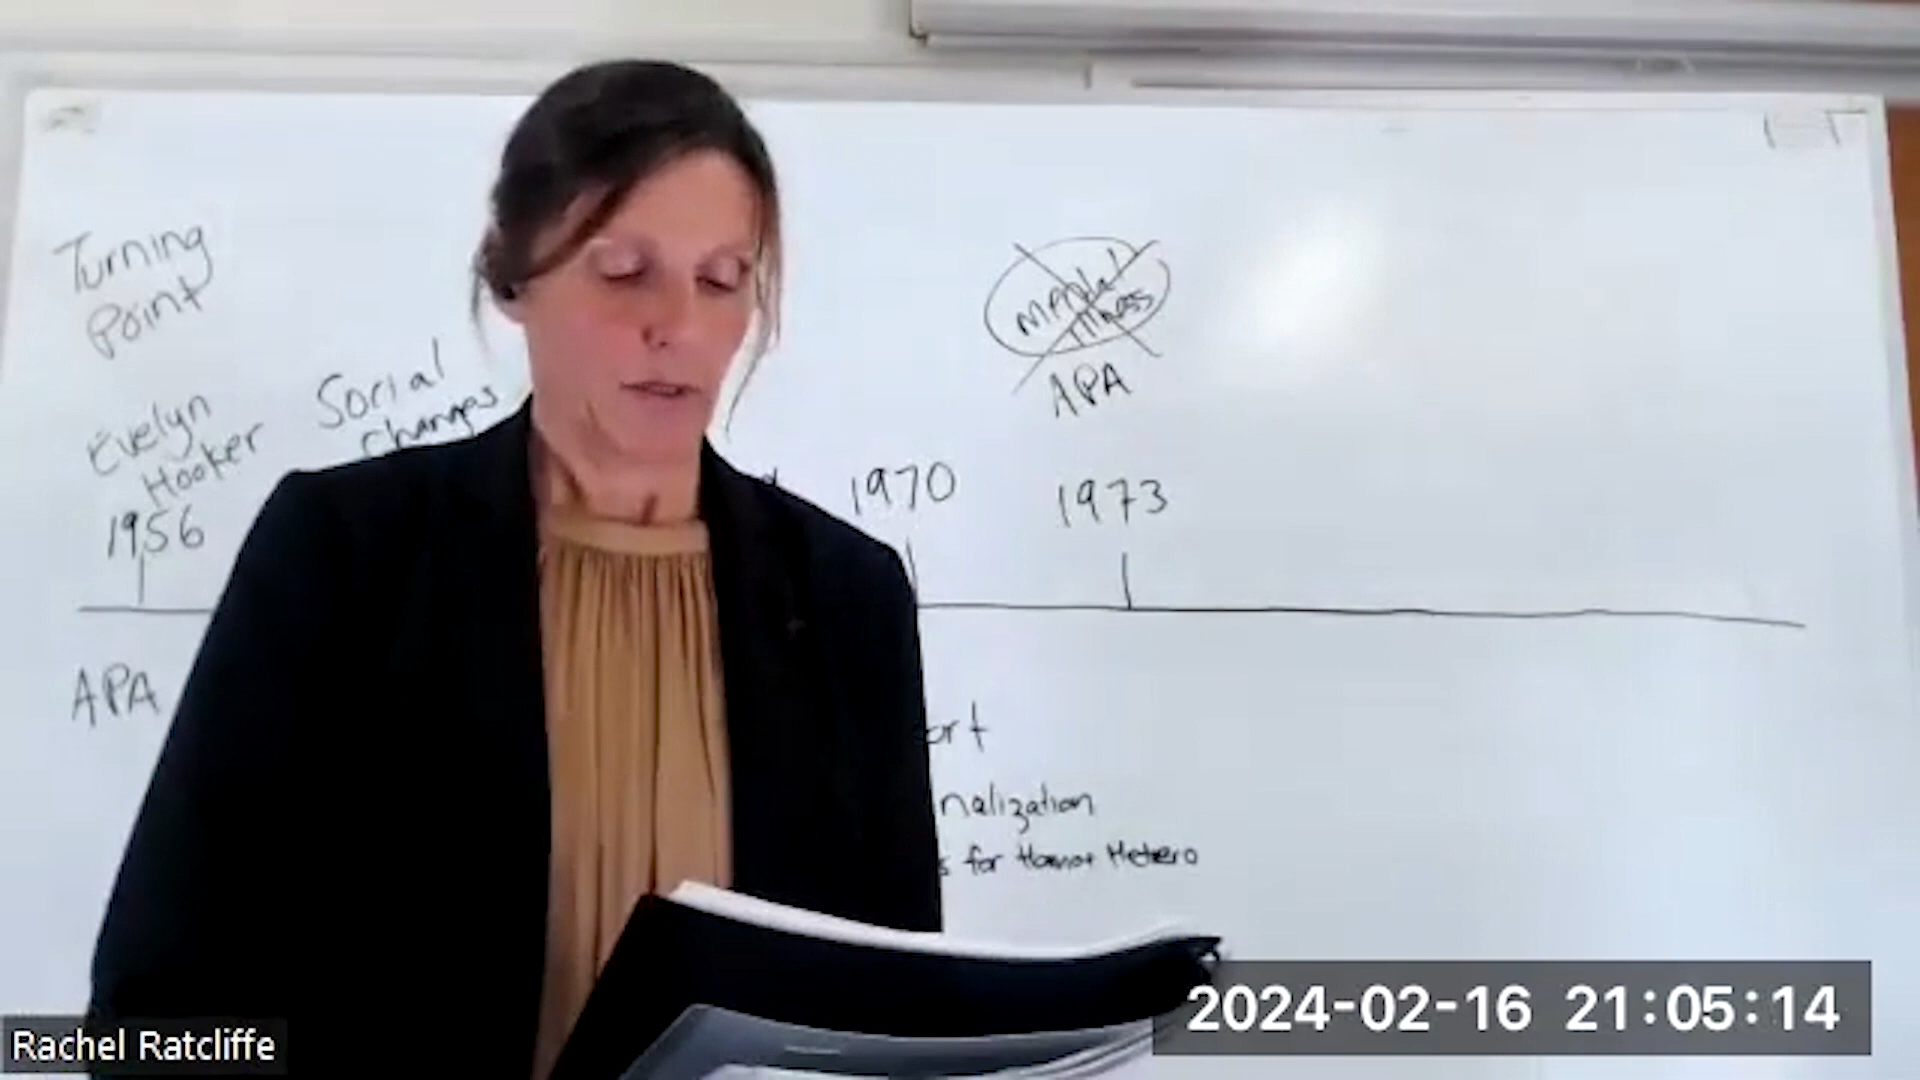 Turning
Point
Evelyn
Hooker
1956
Social
changes
1970
Mental
Illness
APA
1973
APA
ort
nalization
s for Homo + Hetero
Rachel Ratcliffe
2024-02-16 21:05:14